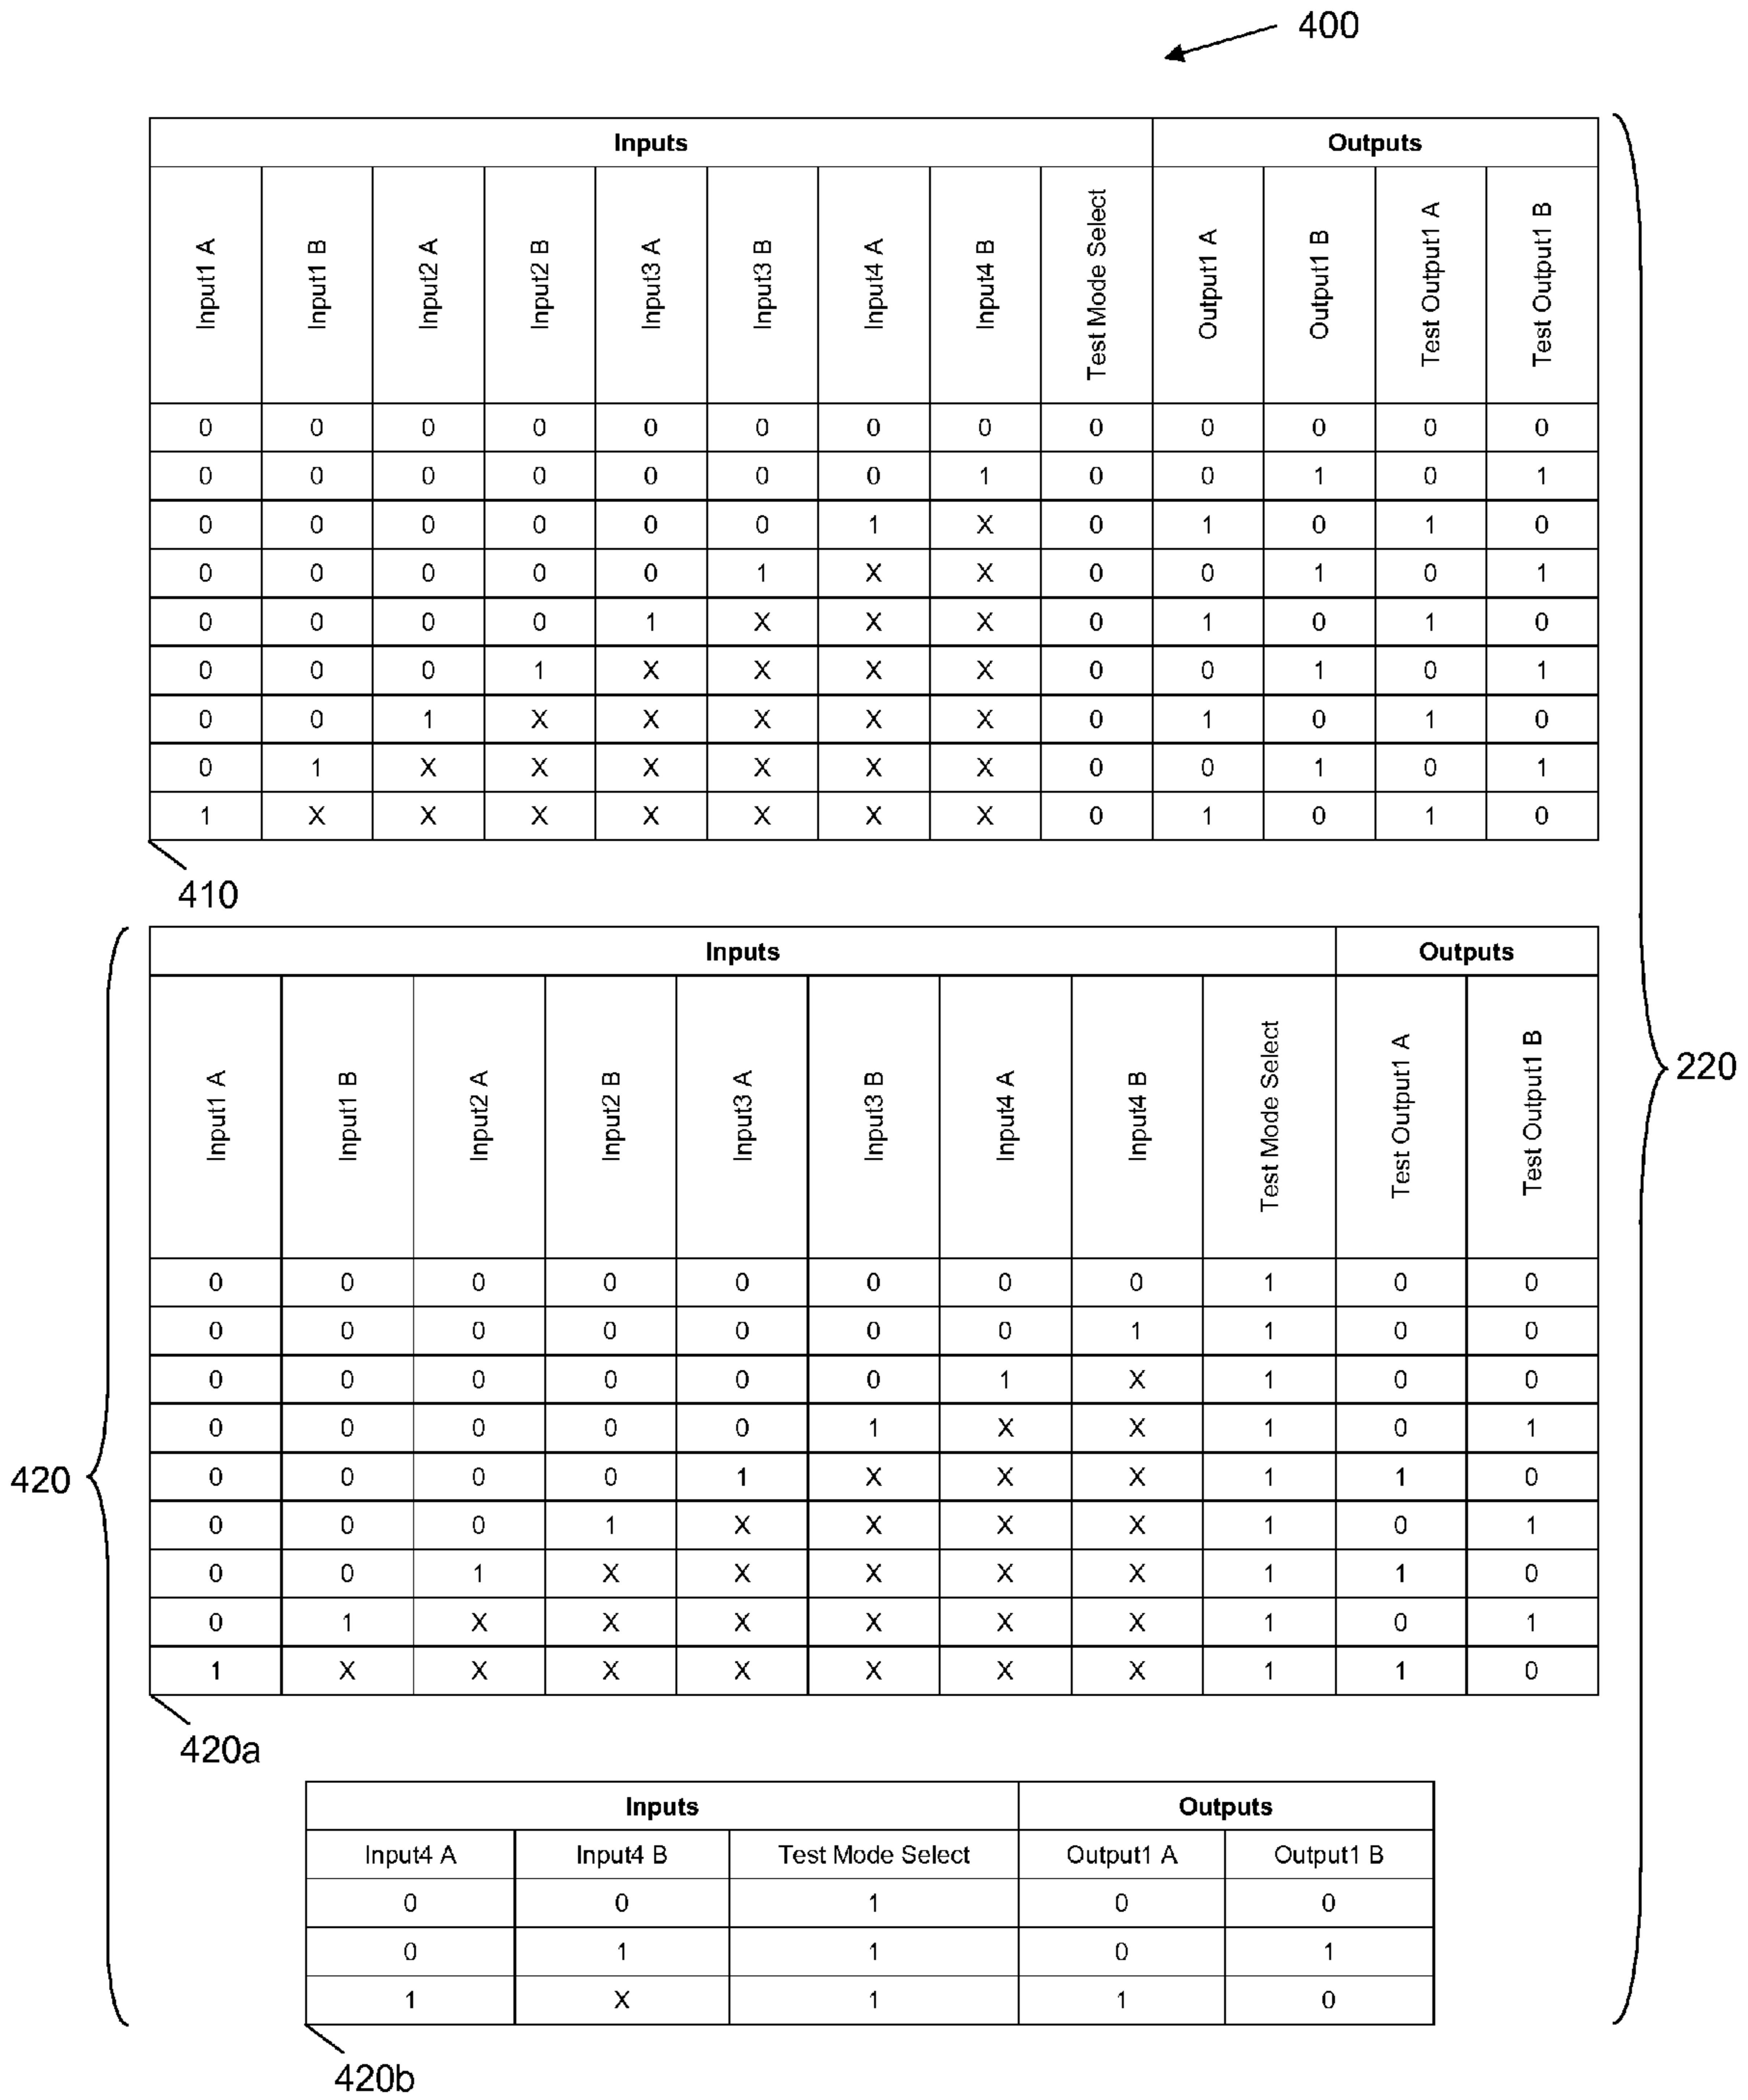 400
Inputs Outputs
Input1 A Input1 B Input2 A Input2 B Input3 A Input3 B Input4 A Input4 B Test Mode Select Output1 A Output1 B Test Output1 A Test Output1 B
0 0 0 0 0 0 0 0 0 0 0 0 0
0 0 0 0 0 0 0 1 0 0 1 0 1
0 0 0 0 0 0 1 X 0 1 0 1 0
0 0 0 0 0 1 X X 0 0 1 0 1
0 0 0 0 1 X X X 0 1 0 1 0
0 0 0 1 X X X X 0 0 1 0 1
0 0 1 X X X X X 0 1 0 1 0
0 1 X X X X X X 0 0 1 0 1
1 X X X X X X X 0 1 0 1 0
410
Inputs Outputs
Input1 A Input1 B Input2 A Input2 B Input3 A Input3 B Input4 A Input4 B Test Mode Select Test Output1 A Test Output1 B
220
0 0 0 0 0 0 0 0 1 0 0
0 0 0 0 0 0 0 1 1 0 0
0 0 0 0 0 0 1 X 1 0 0
0 0 0 0 0 1 X X 1 0 1
420
0 0 0 0 1 X X X 1 1 0
0 0 0 1 X X X X 1 0 1
0 0 1 X X X X X 1 1 0
0 1 X X X X X X 1 0 1
1 X X X X X X X 1 1 0
420a
Inputs Outputs
Input4 A Input4 B Test Mode Select Output1 A Output1 B
0 0 1 0 0
0 1 1 0 1
1 X 1 1 0
420b